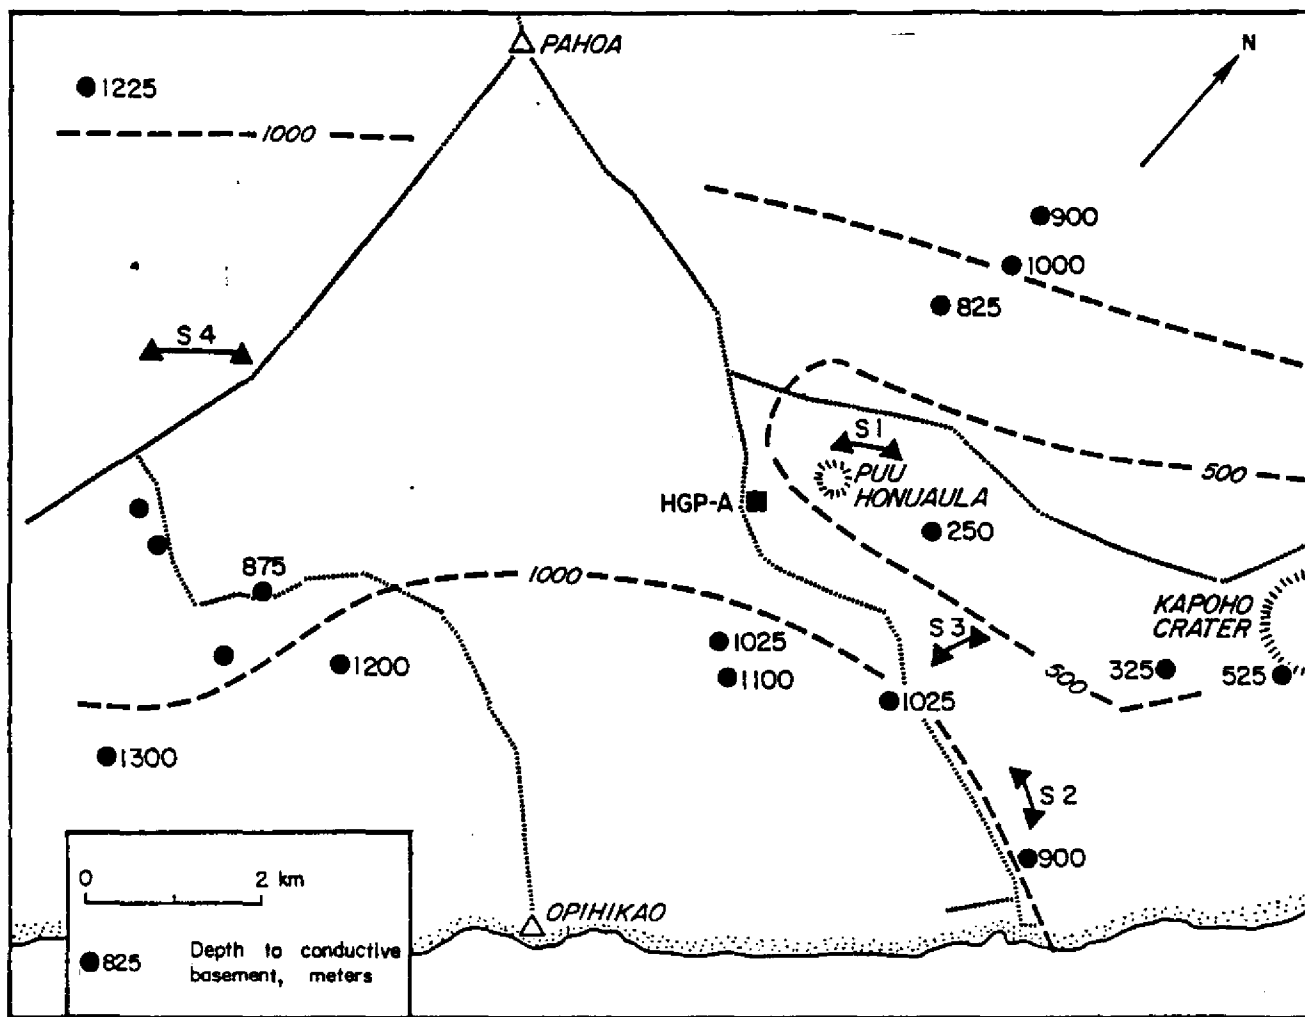 PAHOA
N
1225
1000
900
1000
825
S 4
S 1
500
PUU
HONUAULA
HGP-A
250
875
1000
KAPOHO
CRATER
S 3
1025
1200
1100
325
525
500
1025
1300
S 2
900
0 2 km
OPIHIKAO
825 Depth to conductive
basement, meters